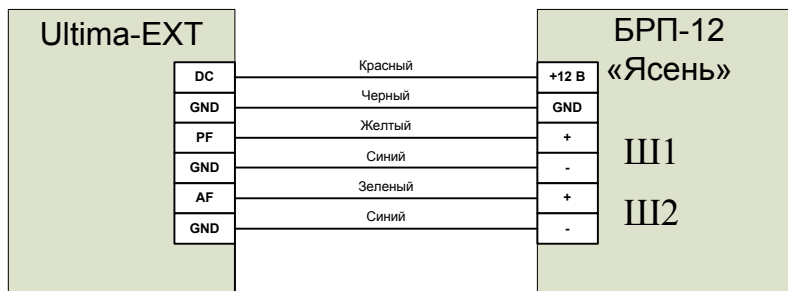 Ultima-EXT
БРП-12
«Ясень»
DC Красный +12 В
GND Черный GND
PF Желтый +
GND Синий -
Ш1
AF Зеленый +
GND Синий -
Ш2